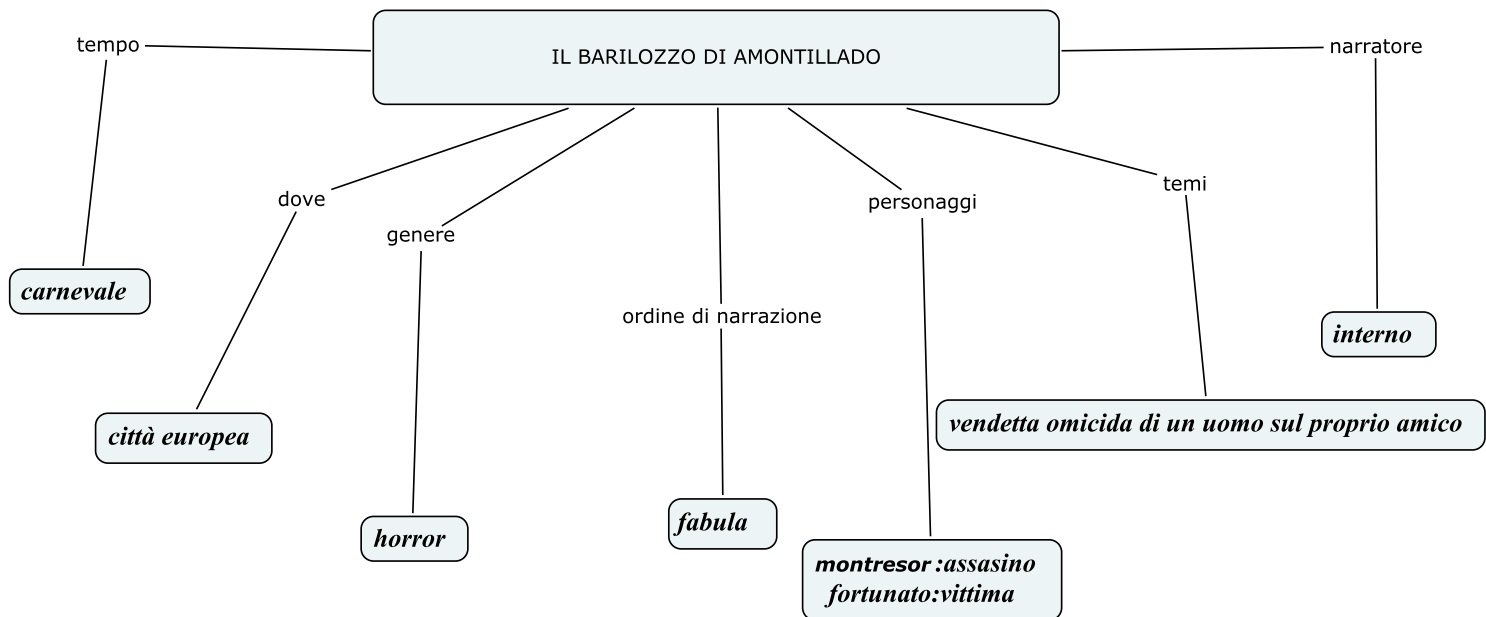 IL BARILOZZO DI AMONTILLADO
tempo
carnevale
dove
città europea
genere
horror
ordine di narrazione
fabula
personaggi
montresor :assasino
fortunato:vittima
temi
vendetta omicida di un uomo sul proprio amico
narratore
interno